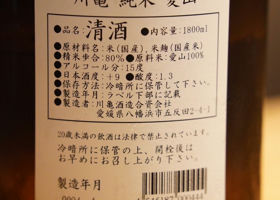 川亀 純米 愛山
●品名:清酒 ●内容量:1800ml
●原材料名:米(国産)、米麹(国産)
●精米歩合:80% ●原料米:愛山100%
●アルコール分:15度
●日本酒度:+9 ●酸度:1.3
●保存方法:冷暗所に保管して下さい。
●製造年月:ラベル下部に記載
●製造者:川亀酒造合資会社
愛媛県八幡浜市五反田2-4-1
20歳未満の飲酒は法律で禁止されています。
冷暗所に保管の上、開栓後は
お早めにお召し上がり下さい。
製造年月